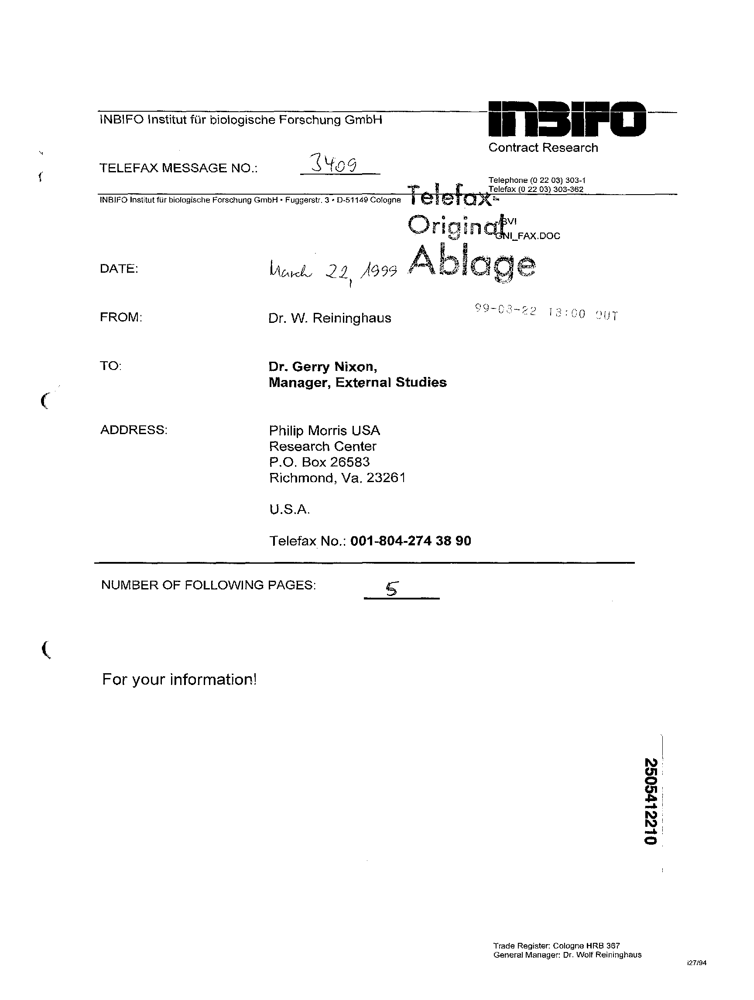 INBIFO Institut für biologische Forschung GmbH
INBIFO
Contract Research
TELEFAX MESSAGE NO.: 3409
Telephone (0 22 03) 303-1
Telefax (0 22 03) 303-362
INBIFO Institut für biologische Forschung GmbH • Fuggerstr. 3 • D-51149 Cologne
Telefax
Original
Ablage
BVI
GNI_FAX.DOC
DATE: March 22, 1999
99-03-22 13:00 OUT
FROM: Dr. W. Reininghaus
TO: Dr. Gerry Nixon,
Manager, External Studies
ADDRESS: Philip Morris USA
Research Center
P.O. Box 26583
Richmond, Va. 23261
U.S.A.
Telefax No.: 001-804-274 38 90
NUMBER OF FOLLOWING PAGES: 5
For your information!
2505412210
Trade Register: Cologne HRB 367
General Manager: Dr. Wolf Reininghaus
i27/94